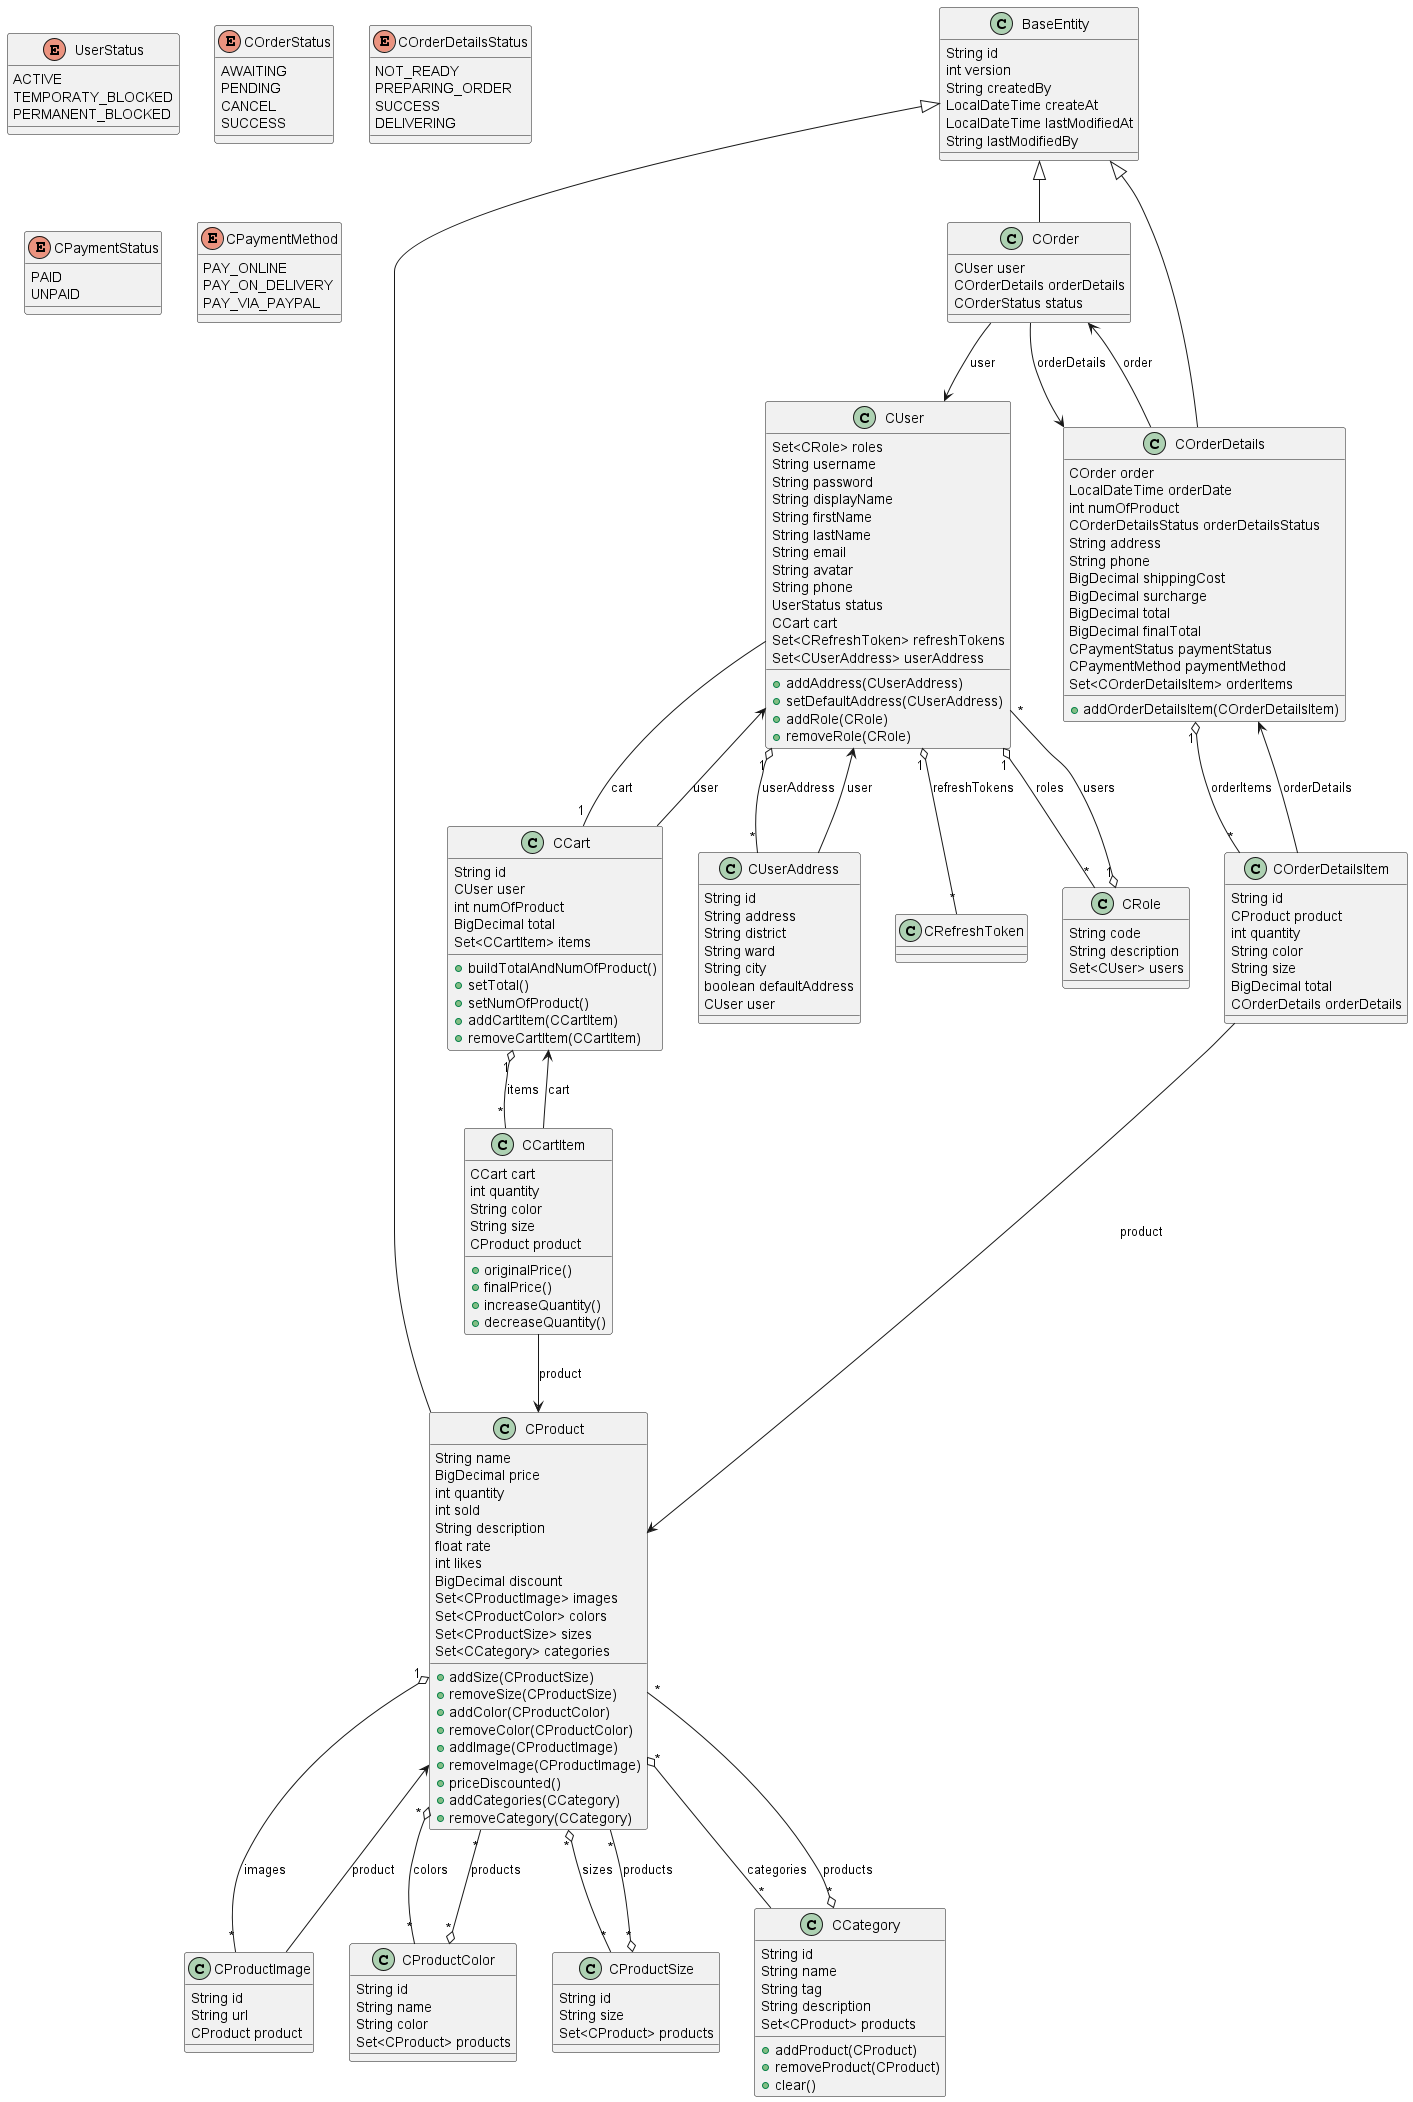 E UserStatus
ACTIVE
TEMPORATY_BLOCKED
PERMANENT_BLOCKED
E COrderStatus
AWAITING
PENDING
CANCEL
SUCCESS
E COrderDetailsStatus
NOT_READY
PREPARING_ORDER
SUCCESS
DELIVERING
C BaseEntity
String id
int version
String createdBy
LocalDateTime createAt
LocalDateTime lastModifiedAt
String lastModifiedBy
E CPaymentStatus
PAID
UNPAID
E CPaymentMethod
PAY_ONLINE
PAY_ON_DELIVERY
PAY_VIA_PAYPAL
C COrder
CUser user
COrderDetails orderDetails
COrderStatus status
user
orderDetails
order
C CUser
Set<CRole> roles
String username
String password
String displayName
String firstName
String lastName
String email
String avatar
String phone
UserStatus status
CCart cart
Set<CRefreshToken> refreshTokens
Set<CUserAddress> userAddress
addAddress(CUserAddress)
setDefaultAddress(CUserAddress)
addRole(CRole)
removeRole(CRole)
C COrderDetails
COrder order
LocalDateTime orderDate
int numOfProduct
COrderDetailsStatus orderDetailsStatus
String address
String phone
BigDecimal shippingCost
BigDecimal surcharge
BigDecimal total
BigDecimal finalTotal
CPaymentStatus paymentStatus
CPaymentMethod paymentMethod
Set<COrderDetailsItem> orderItems
addOrderDetailsItem(COrderDetailsItem)
*
1
1
1
1
cart
user
userAddress
user
refreshTokens
roles
users
orderItems
orderDetails
1
*
*
*
1
*
C CCart
String id
CUser user
int numOfProduct
BigDecimal total
Set<CCartItem> items
buildTotalAndNumOfProduct()
setTotal()
setNumOfProduct()
addCartItem(CCartItem)
removeCartItem(CCartItem)
C CUserAddress
String id
String address
String district
String ward
String city
boolean defaultAddress
CUser user
C CRefreshToken
C CRole
String code
String description
Set<CUser> users
C COrderDetailsItem
String id
CProduct product
int quantity
String color
String size
BigDecimal total
COrderDetails orderDetails
1
items
cart
*
C CCartItem
CCart cart
int quantity
String color
String size
CProduct product
originalPrice()
finalPrice()
increaseQuantity()
decreaseQuantity()
product
product
C CProduct
String name
BigDecimal price
int quantity
int sold
String description
float rate
int likes
BigDecimal discount
Set<CProductImage> images
Set<CProductColor> colors
Set<CProductSize> sizes
Set<CCategory> categories
addSize(CProductSize)
removeSize(CProductSize)
addColor(CProductColor)
removeColor(CProductColor)
addImage(CProductImage)
removeImage(CProductImage)
priceDiscounted()
addCategories(CCategory)
removeCategory(CCategory)
1
*
*
*
*
*
*
images
product
colors
products
sizes
products
categories
products
*
*
*
*
*
*
*
C CProductImage
String id
String url
CProduct product
C CProductColor
String id
String name
String color
Set<CProduct> products
C CProductSize
String id
String size
Set<CProduct> products
C CCategory
String id
String name
String tag
String description
Set<CProduct> products
addProduct(CProduct)
removeProduct(CProduct)
clear()